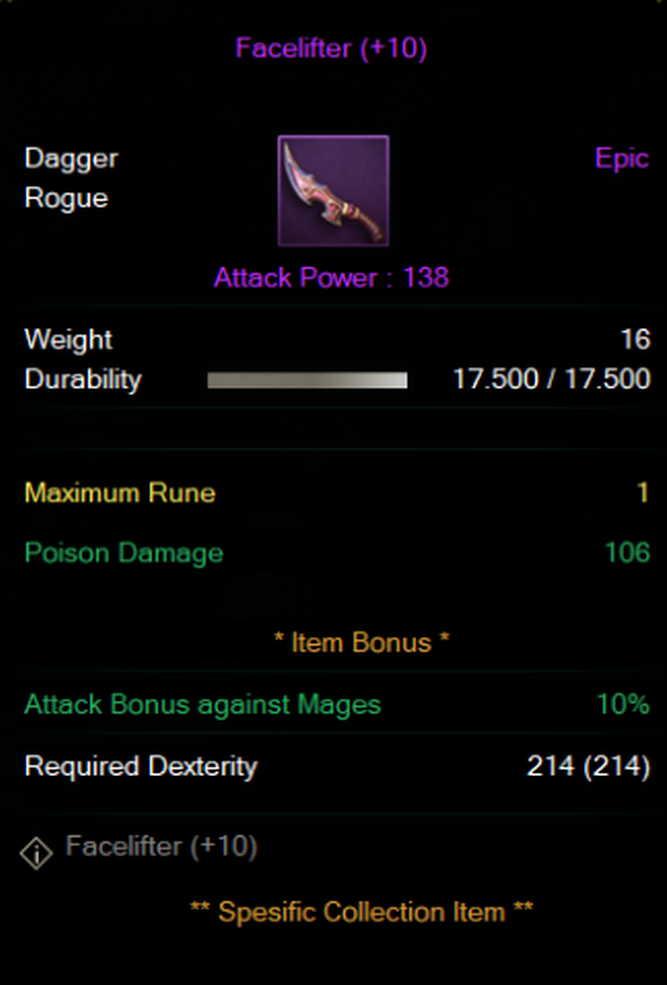 Facelifter (+10)
Dagger
Epic
Rogue
Attack Power : 138
Weight 16
Durability 17.500 / 17.500
Maximum Rune 1
Poison Damage 106
* Item Bonus *
Attack Bonus against Mages 10%
Required Dexterity 214 (214)
Facelifter (+10)
** Spesific Collection Item **